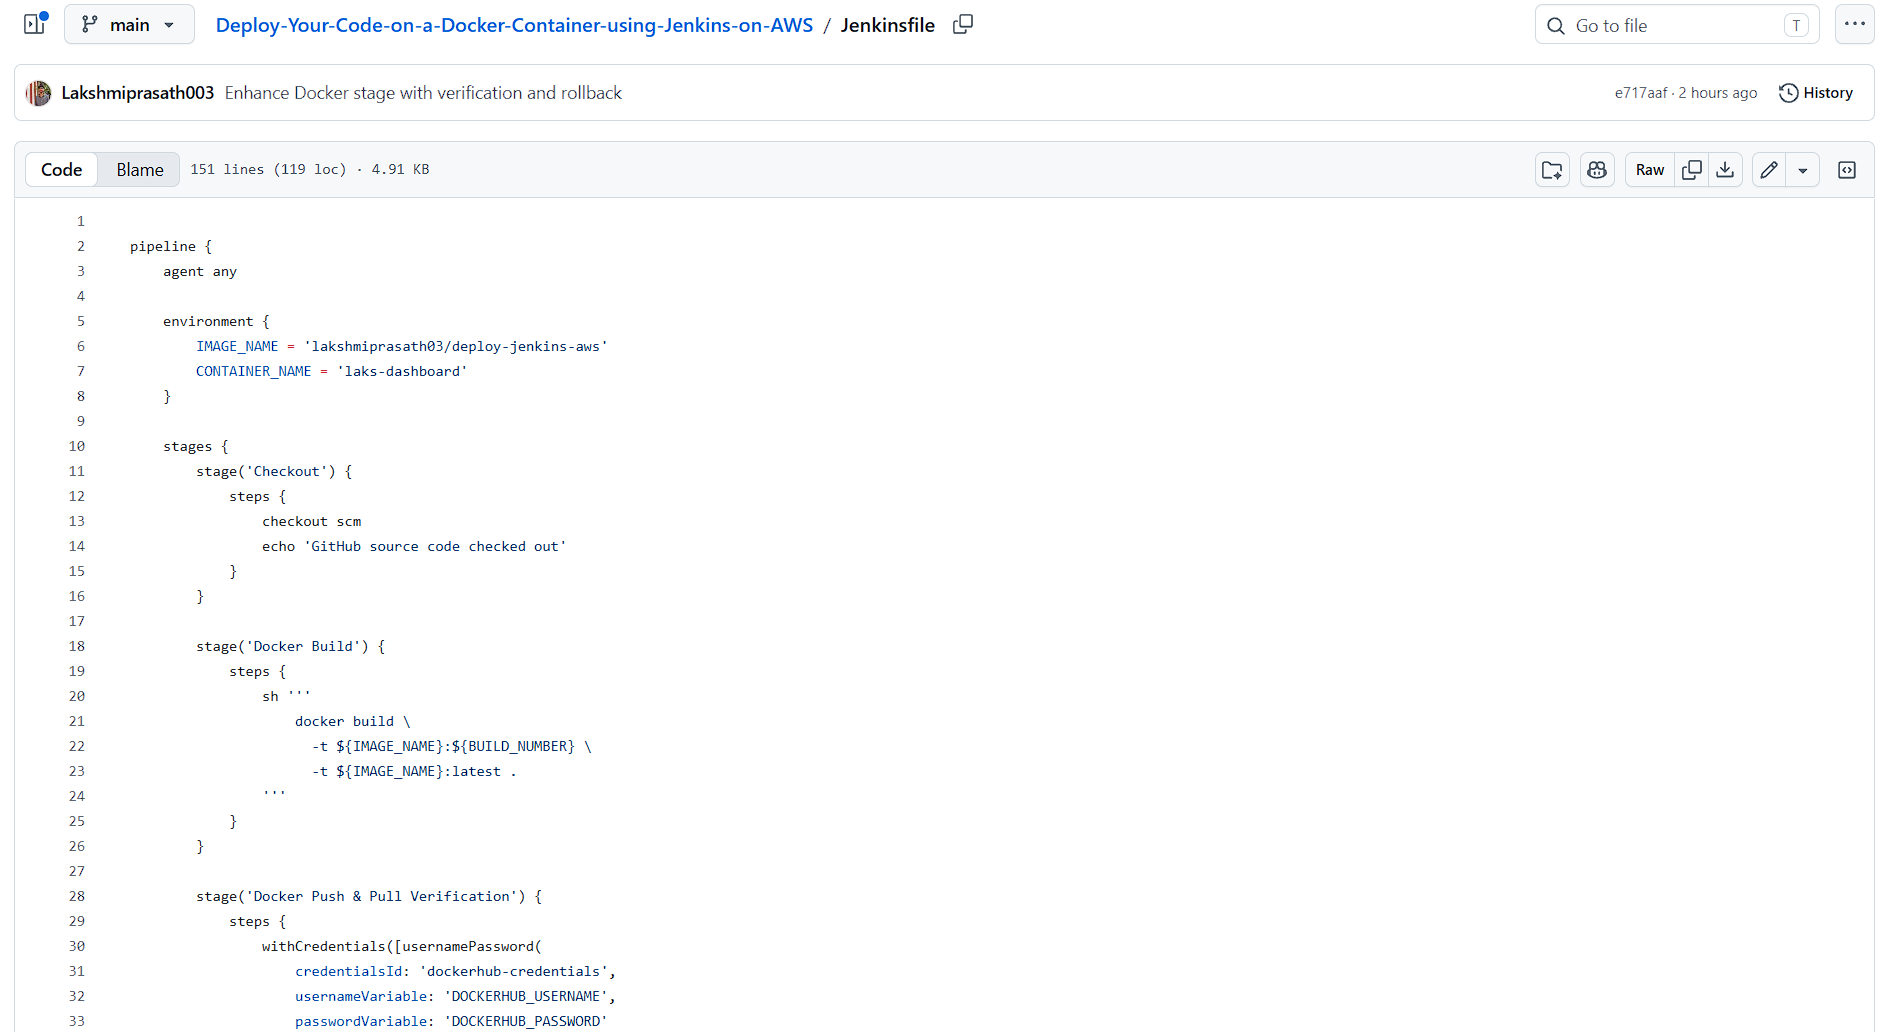 main
Deploy-Your-Code-on-a-Docker-Container-using-Jenkins-on-AWS / Jenkinsfile
Go to file T
Lakshmiprasath003 Enhance Docker stage with verification and rollback
e717aaf · 2 hours ago History
Code Blame 151 lines (119 loc) · 4.91 KB
Raw
1
2 pipeline {
3     agent any
4
5     environment {
6         IMAGE_NAME = 'lakshmiprasath03/deploy-jenkins-aws'
7         CONTAINER_NAME = 'laks-dashboard'
8     }
9
10     stages {
11         stage('Checkout') {
12             steps {
13                 checkout scm
14                 echo 'GitHub source code checked out'
15             }
16         }
17
18         stage('Docker Build') {
19             steps {
20                 sh '''
21                     docker build \
22                       -t ${IMAGE_NAME}:${BUILD_NUMBER} \
23                       -t ${IMAGE_NAME}:latest .
24                 '''
25             }
26         }
27
28         stage('Docker Push & Pull Verification') {
29             steps {
30                 withCredentials([usernamePassword(
31                     credentialsId: 'dockerhub-credentials',
32                     usernameVariable: 'DOCKERHUB_USERNAME',
33                     passwordVariable: 'DOCKERHUB_PASSWORD'